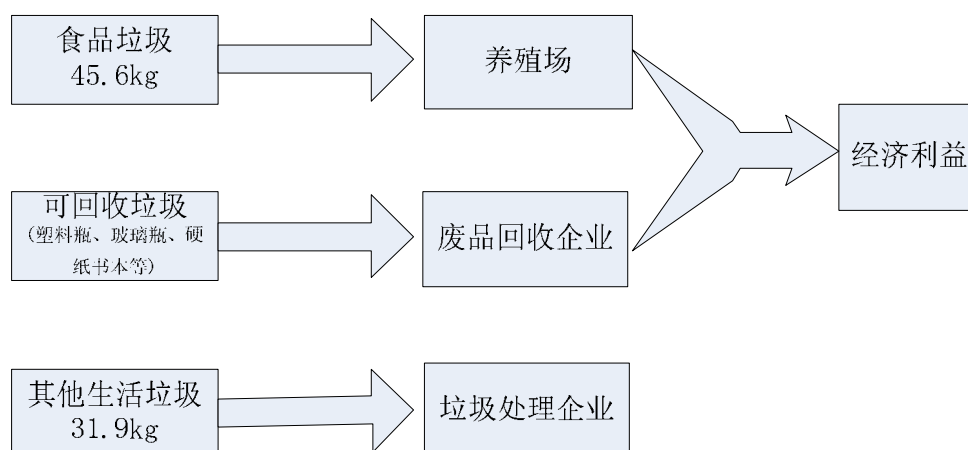 食品垃圾
45.6kg
养殖场
经济利益
可回收垃圾
(塑料瓶、玻璃瓶、硬
纸书本等)
废品回收企业
其他生活垃圾
31.9kg
垃圾处理企业